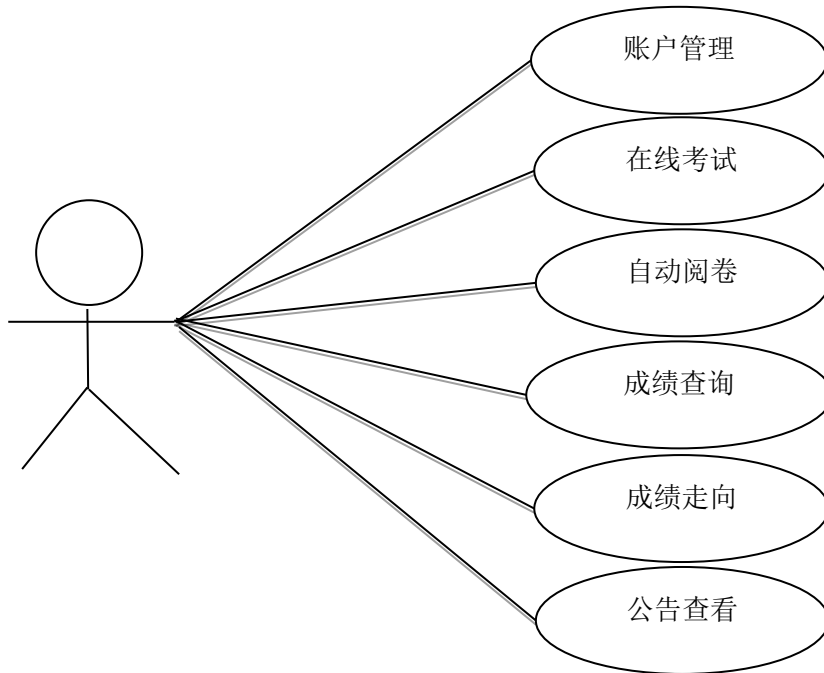 账户管理
在线考试
自动阅卷
成绩查询
成绩走向
公告查看